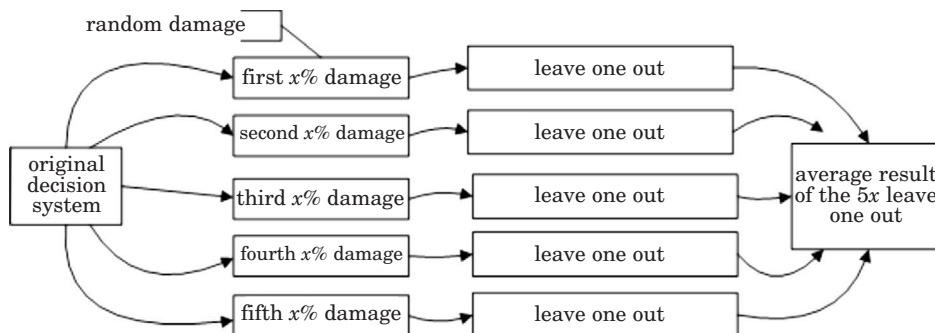 random damage
first x% damage
leave one out
second x% damage
leave one out
original
decision
system
third x% damage
leave one out
average result
of the 5x leave
one out
fourth x% damage
leave one out
fifth x% damage
leave one out